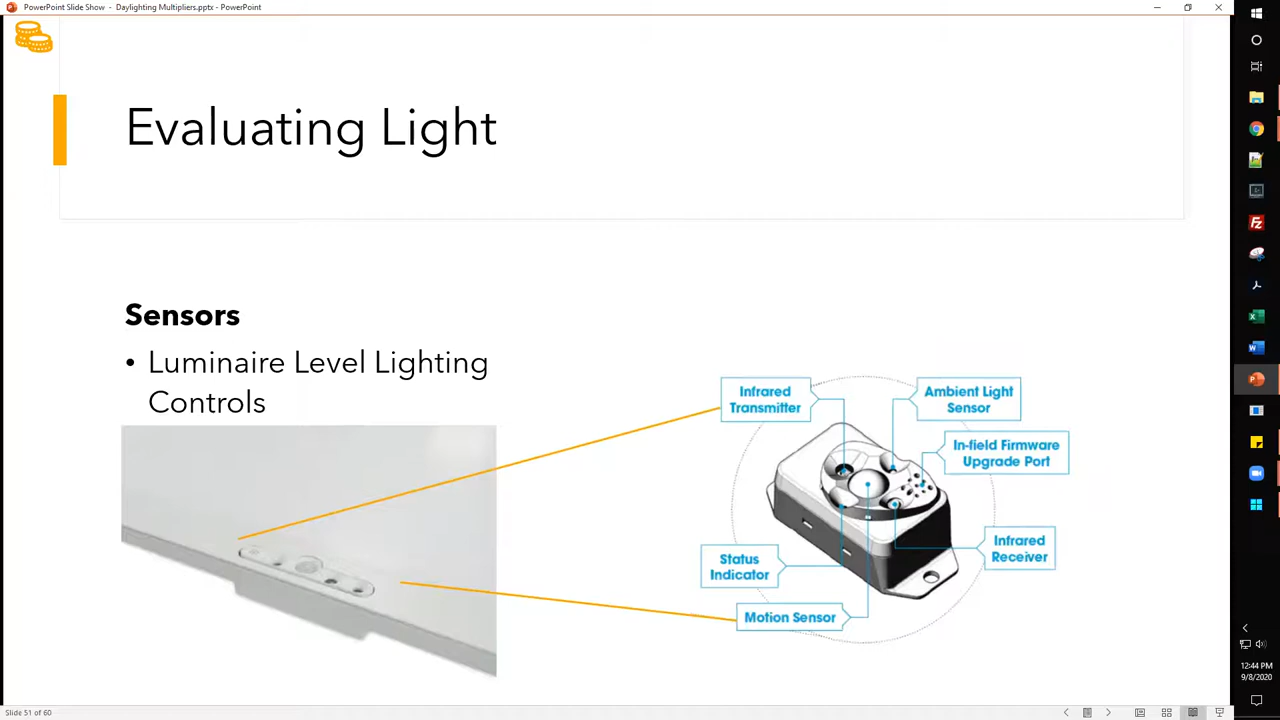 PowerPoint Slide Show - Daylighting Multipliers.pptx - PowerPoint
Evaluating Light
Sensors
• Luminaire Level Lighting
Controls
Infrared
Transmitter
Ambient Light
Sensor
In-field Firmware
Upgrade Port
Infrared
Receiver
Status
Indicator
Motion Sensor
12:44 PM
9/8/2020
Slide 51 of 60